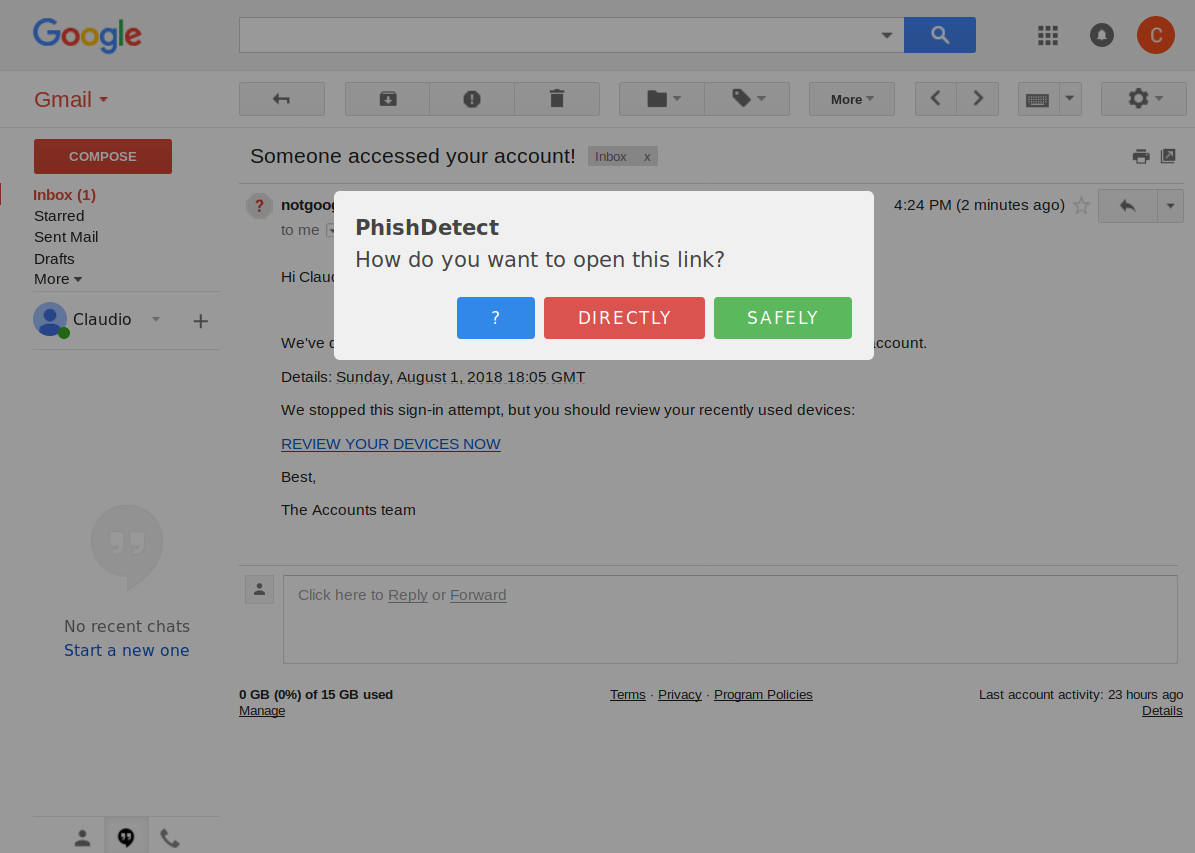 Google
C
Gmail
More
COMPOSE
Someone accessed your account!
Inbox x
Inbox (1)
Starred
Sent Mail
Drafts
More
Claudio
?
4:24 PM (2 minutes ago)
to me
PhishDetect
How do you want to open this link?
?
DIRECTLY
SAFELY
Hi
We've
account.
Details: Sunday, August 1, 2018 18:05 GMT
We stopped this sign-in attempt, but you should review your recently used devices:
REVIEW YOUR DEVICES NOW
Best,
The Accounts team
Click here to Reply or Forward
No recent chats
Start a new one
0 GB (0%) of 15 GB used
Manage
Terms · Privacy · Program Policies
Last account activity: 23 hours ago
Details